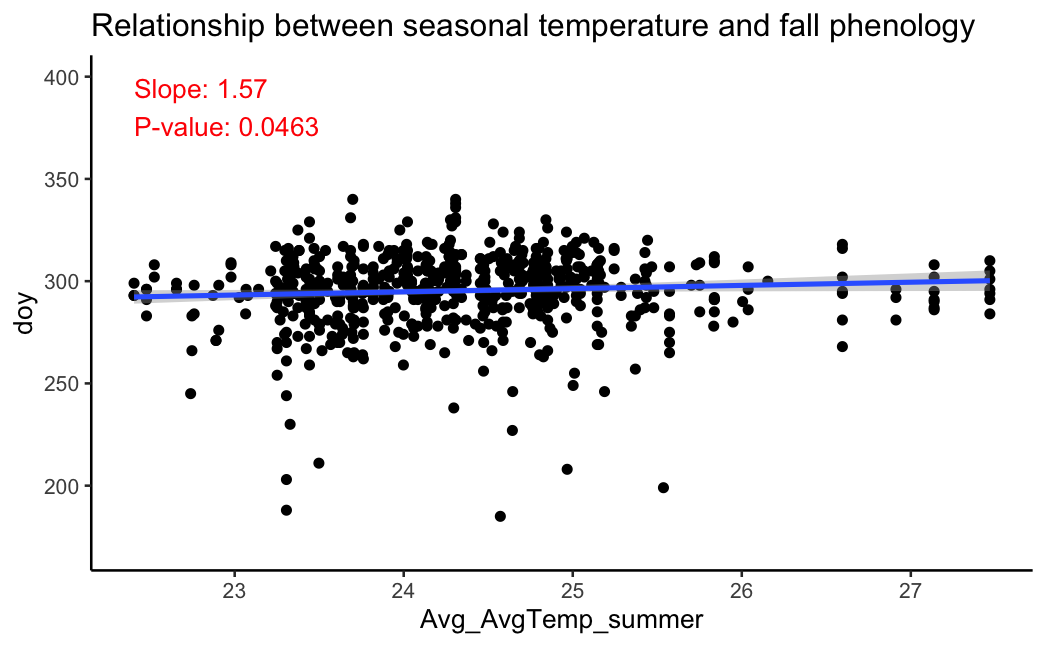 Relationship between seasonal temperature and fall phenology
400
Slope: 1.57
P-value: 0.0463
350
300
doy
250
200
23 24 25 26 27
Avg_AvgTemp_summer